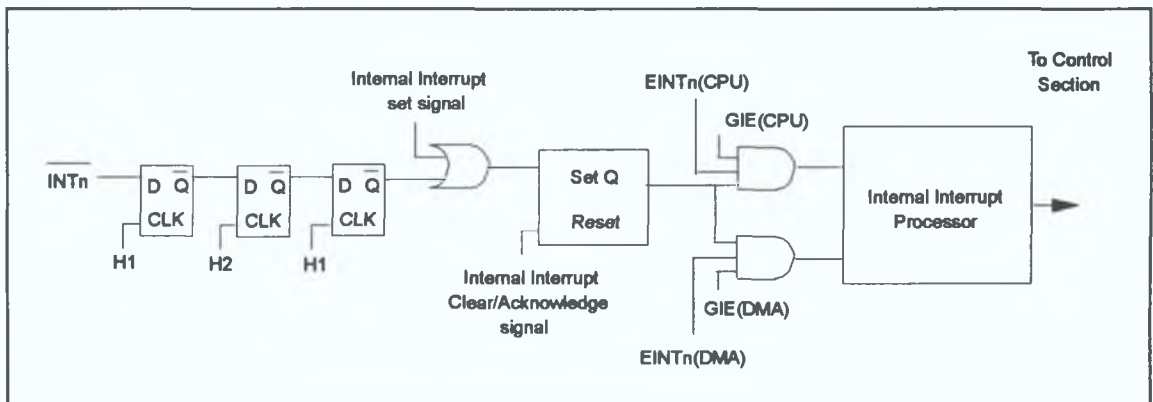 To Control
Section
Internal Interrupt
set signal
EINTn(CPU)
GIE(CPU)
INTn
D Q
CLK
D Q
CLK
D Q
CLK
H1
H2
H1
Set Q
Reset
Internal Interrupt
Processor
Internal Interrupt
Clear/Acknowledge
signal
GIE(DMA)
EINTn(DMA)